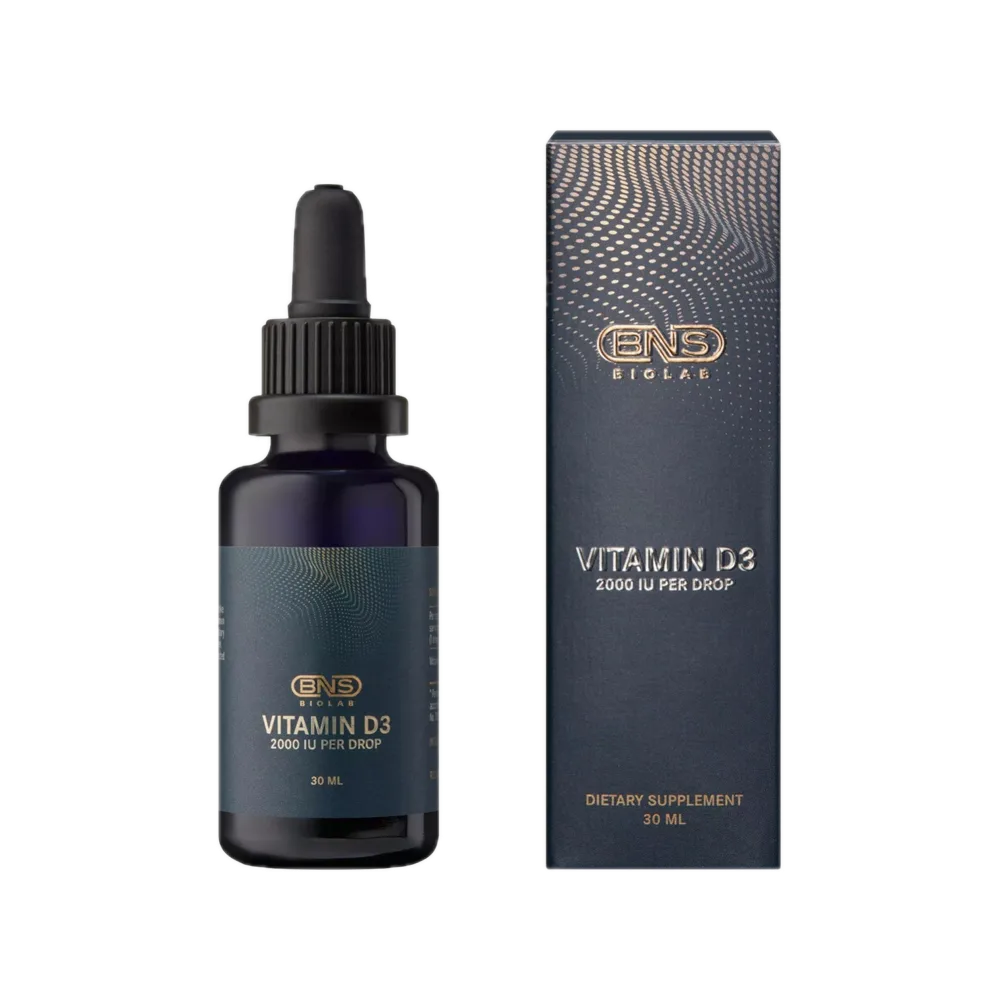 BNS
BIOLAB
VITAMIN D3
2000 IU PER DROP
30 ML
BNS
BIOLAB
VITAMIN D3
2000 IU PER DROP
DIETARY SUPPLEMENT
30 ML